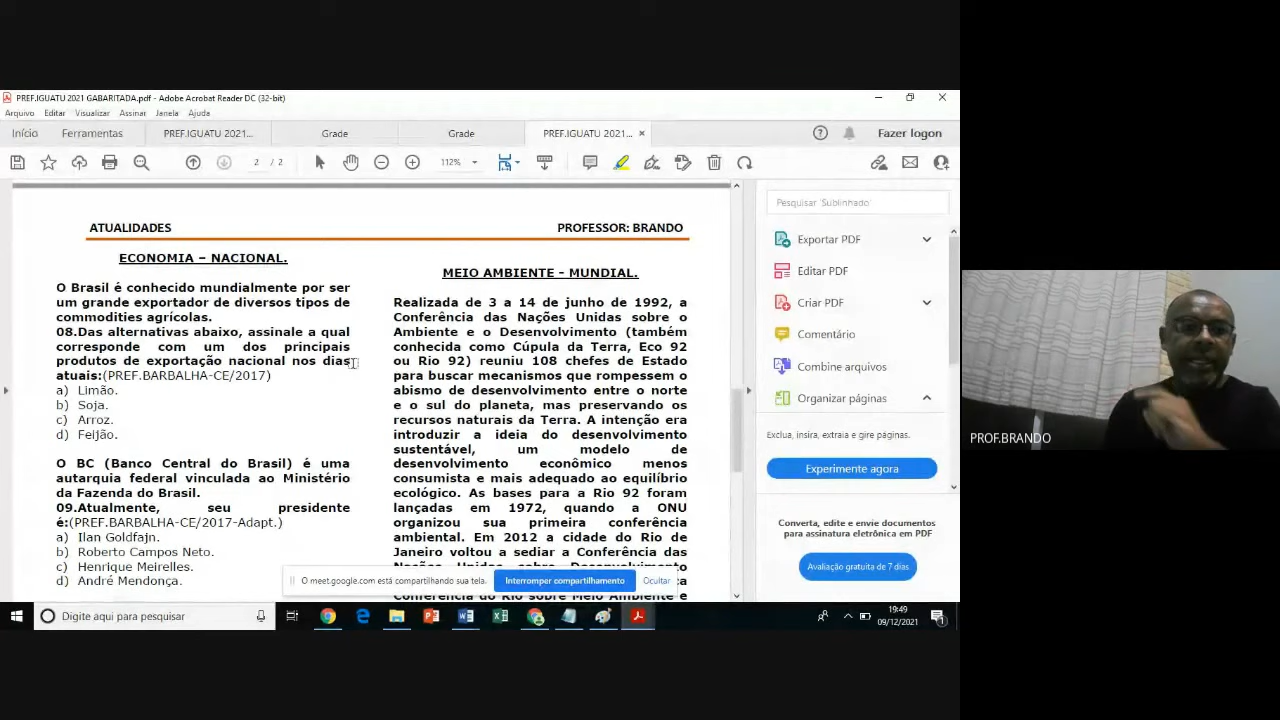 PREF.IGUATU 2021 GABARITADA.pdf - Adobe Acrobat Reader DC (32-bit)
Arquivo Editar Visualizar Assinar Janela Ajuda
Início Ferramentas PREF.IGUATU 2021... Grade Grade PREF.IGUATU 2021... × Fazer logon
2 / 2 112%
ATUALIDADES PROFESSOR: BRANDO
ECONOMIA – NACIONAL.
O Brasil é conhecido mundialmente por ser
um grande exportador de diversos tipos de
commodities agrícolas.
08.Das alternativas abaixo, assinale a qual
corresponde com um dos principais
produtos de exportação nacional nos dias
atuais:(PREF.BARBALHA-CE/2017)
a) Limão.
b) Soja.
c) Arroz.
d) Feijão.
O BC (Banco Central do Brasil) é uma
autarquia federal vinculada ao Ministério
da Fazenda do Brasil.
09.Atualmente, seu presidente
é:(PREF.BARBALHA-CE/2017-Adapt.)
a) Ilan Goldfajn.
b) Roberto Campos Neto.
c) Henrique Meirelles.
d) André Mendonça.
MEIO AMBIENTE - MUNDIAL.
Realizada de 3 a 14 de junho de 1992, a
Conferência das Nações Unidas sobre o
Ambiente e o Desenvolvimento (também
conhecida como Cúpula da Terra, Eco 92
ou Rio 92) reuniu 108 chefes de Estado
para buscar mecanismos que rompessem o
abismo de desenvolvimento entre o norte
e o sul do planeta, mas preservando os
recursos naturais da Terra. A intenção era
introduzir a ideia do desenvolvimento
sustentável, um modelo de
desenvolvimento econômico menos
consumista e mais adequado ao equilíbrio
ecológico. As bases para a Rio 92 foram
lançadas em 1972, quando a ONU
organizou sua primeira conferência
ambiental. Em 2012 a cidade do Rio de
Janeiro voltou a sediar a Conferência das
Nações Unidas sobre Desenvolvimento
Conferência do Rio sobre Meio Ambiente e
Pesquisar 'Sublinhado'
Exportar PDF
Editar PDF
Criar PDF
Comentário
Combine arquivos
Organizar páginas
Exclua, insira, extraia e gire páginas.
Experimente agora
Converta, edite e envie documentos
para assinatura eletrônica em PDF
Avaliação gratuita de 7 dias
O meet.google.com está compartilhando sua tela. Interromper compartilhamento Ocultar
Digite aqui para pesquisar
19:49
09/12/2021
PROF.BRANDO